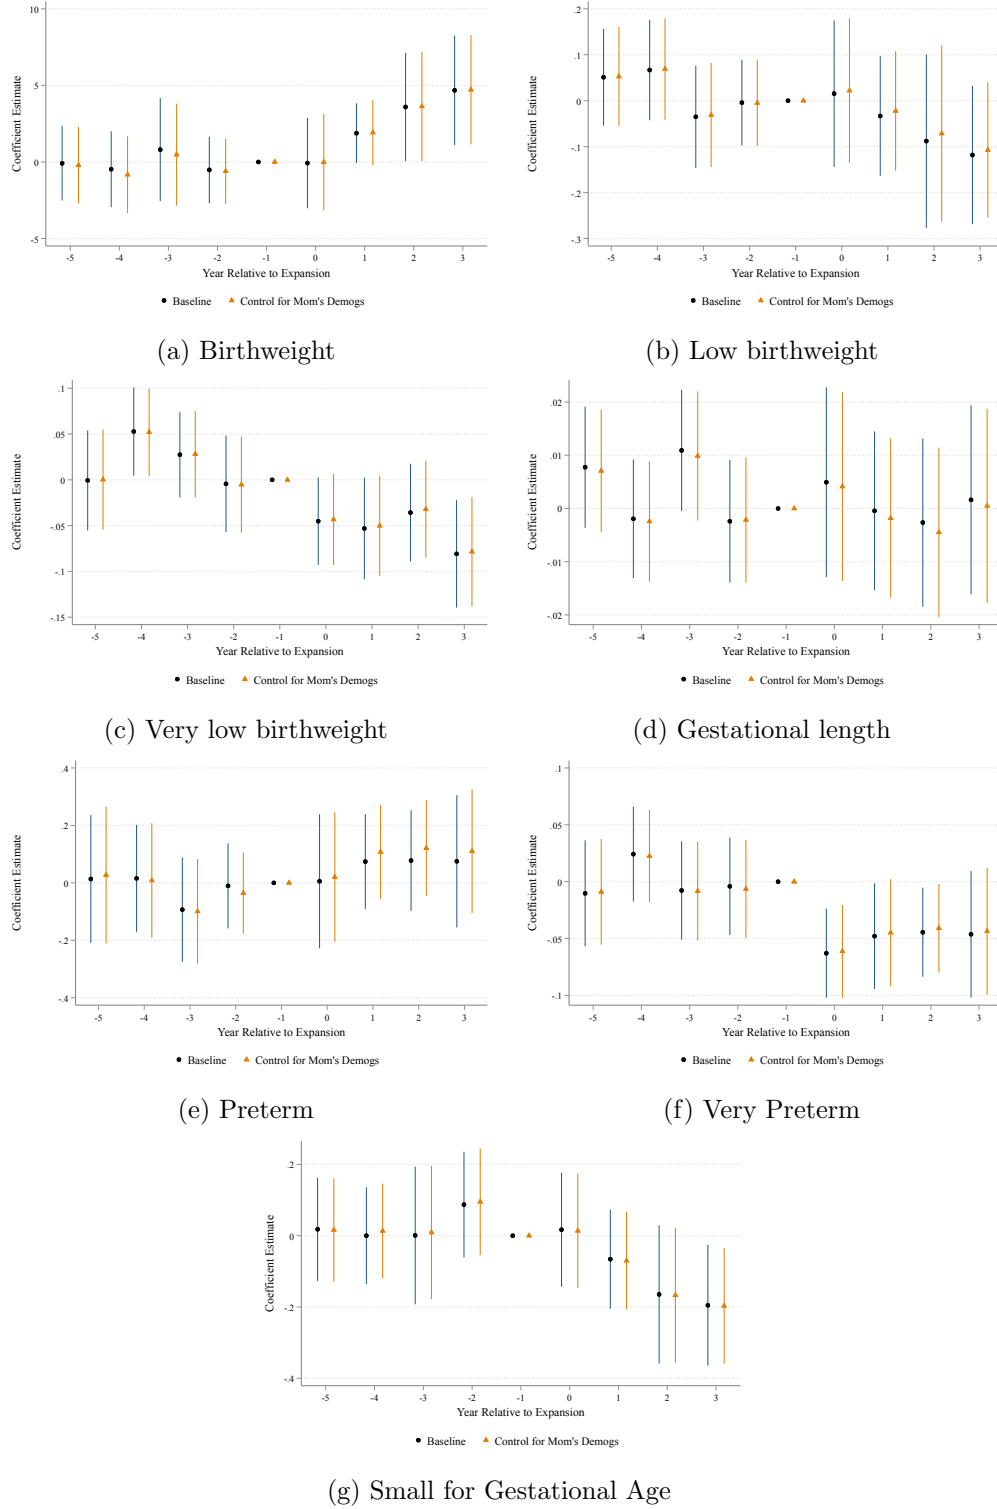 10
5
0
-5
Coefficient Estimate
-5 -4 -3 -2 -1 0 1 2 3
Year Relative to Expansion
Baseline Control for Mom's Demogs
(a) Birthweight
.2
.1
0
-.1
-.2
-.3
Coefficient Estimate
-5 -4 -3 -2 -1 0 1 2 3
Year Relative to Expansion
Baseline Control for Mom's Demogs
(b) Low birthweight
.1
.05
0
-.05
-.1
-.15
Coefficient Estimate
-5 -4 -3 -2 -1 0 1 2 3
Year Relative to Expansion
Baseline Control for Mom's Demogs
(c) Very low birthweight
.02
.01
0
-.01
-.02
Coefficient Estimate
-5 -4 -3 -2 -1 0 1 2 3
Year Relative to Expansion
Baseline Control for Mom's Demogs
(d) Gestational length
.4
.2
0
-.2
-.4
Coefficient Estimate
-5 -4 -3 -2 -1 0 1 2 3
Year Relative to Expansion
Baseline Control for Mom's Demogs
(e) Preterm
.1
.05
0
-.05
-.1
Coefficient Estimate
-5 -4 -3 -2 -1 0 1 2 3
Year Relative to Expansion
Baseline Control for Mom's Demogs
(f) Very Preterm
.2
0
-.2
-.4
Coefficient Estimate
-5 -4 -3 -2 -1 0 1 2 3
Year Relative to Expansion
Baseline Control for Mom's Demogs
(g) Small for Gestational Age